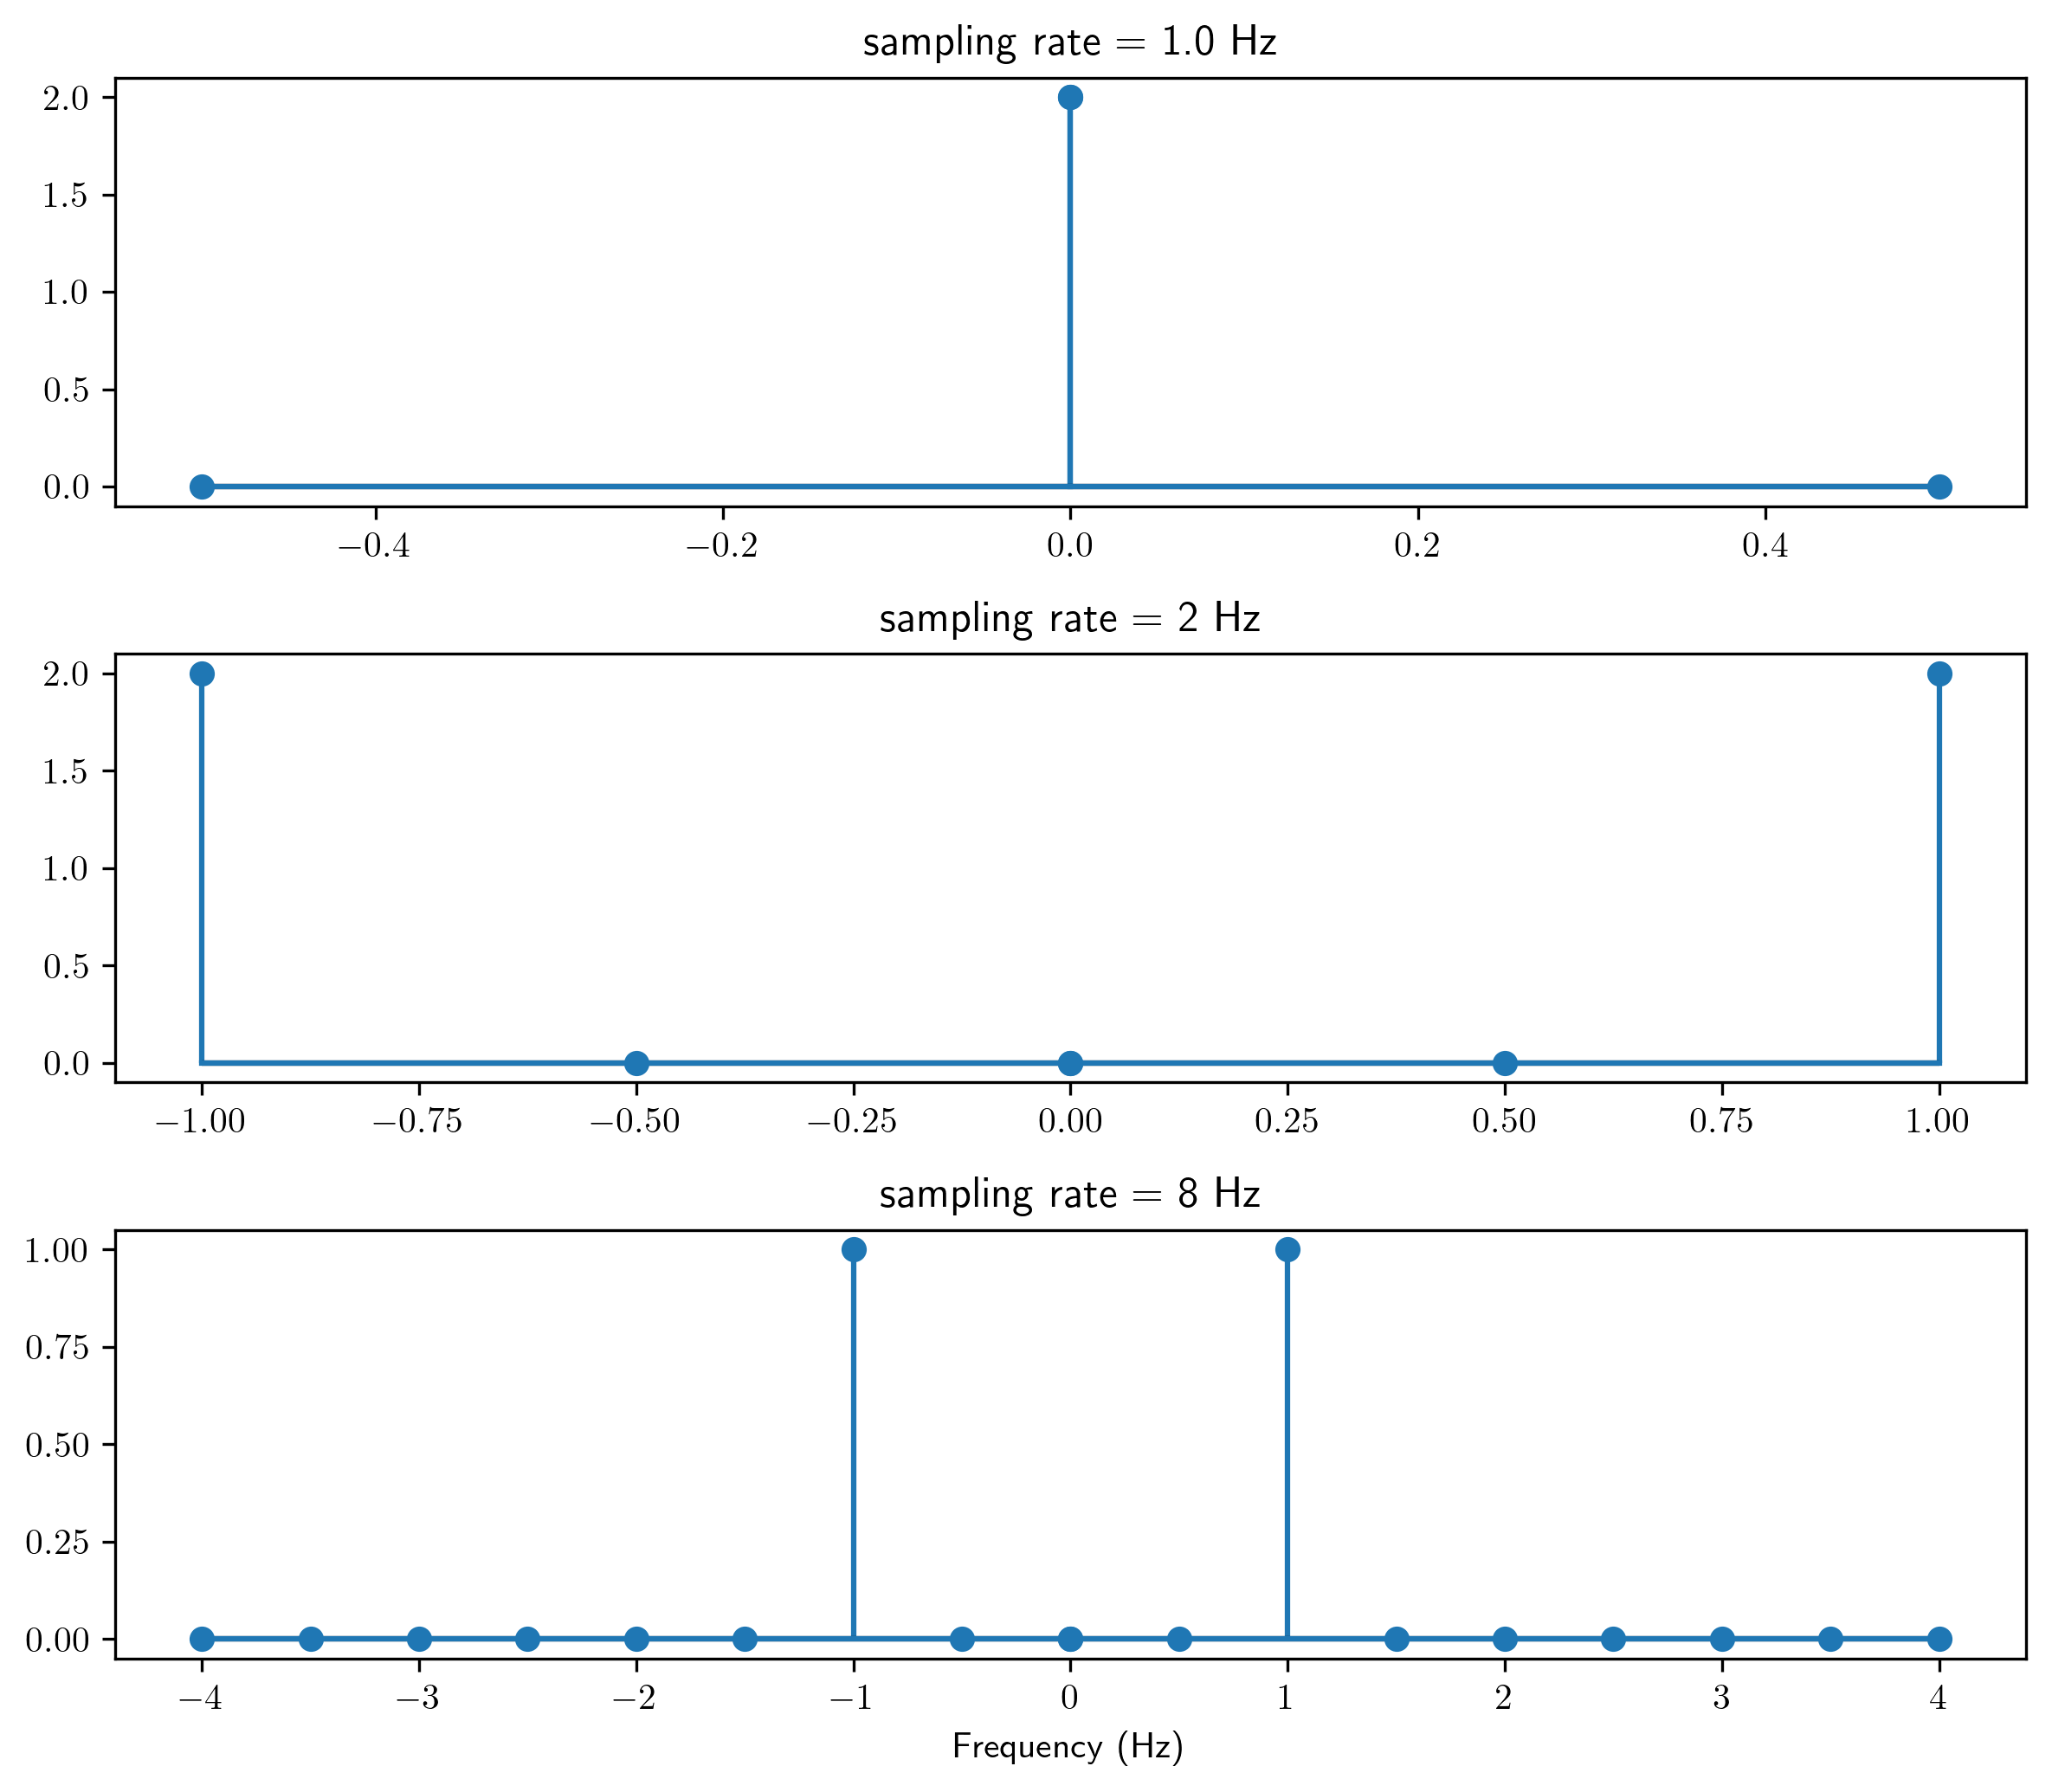 sampling rate = 1.0 Hz
2.0
1.5
1.0
0.5
0.0
−0.4 −0.2 0.0 0.2 0.4
sampling rate = 2 Hz
2.0
1.5
1.0
0.5
0.0
−1.00 −0.75 −0.50 −0.25 0.00 0.25 0.50 0.75 1.00
sampling rate = 8 Hz
1.00
0.75
0.50
0.25
0.00
−4 −3 −2 −1 0 1 2 3 4
Frequency (Hz)